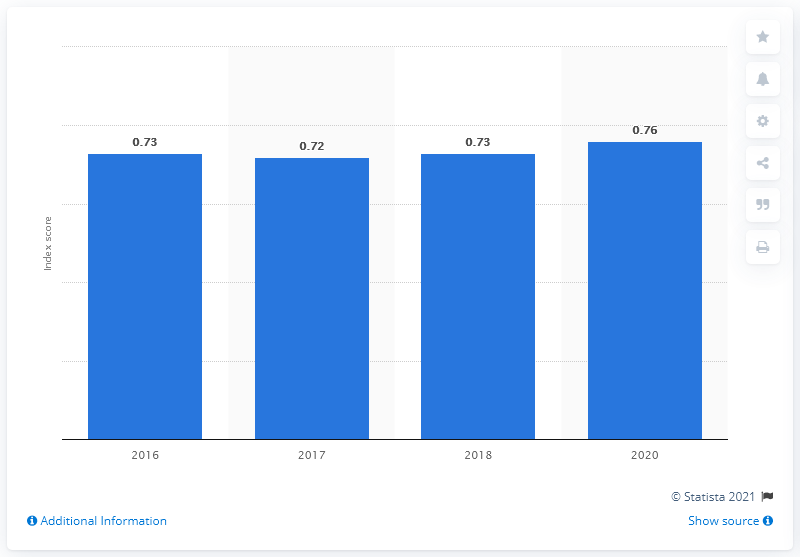 0.73
0.72
0.73
0.76
Index score
2016
2017
2018
2020
© Statista 2021
Additional Information
Show source